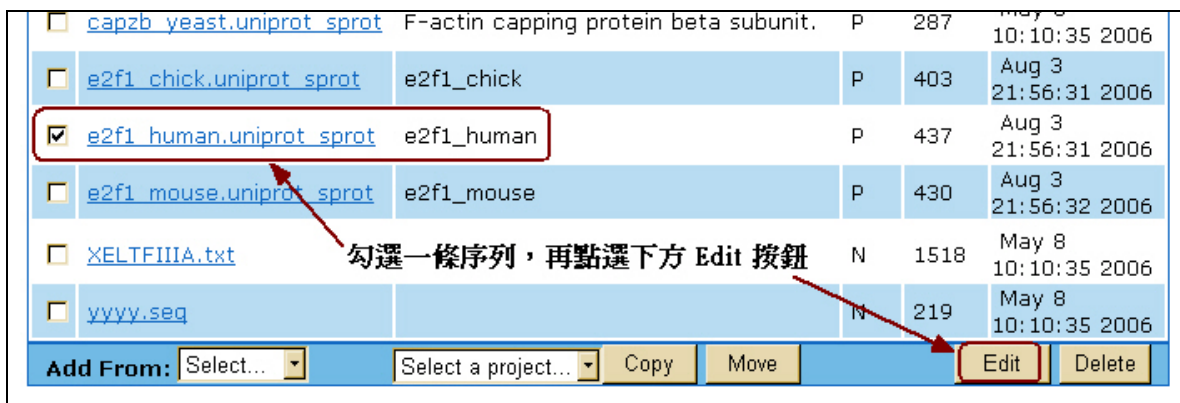 capzb_yeast.uniprot_sprot F-actin capping protein beta subunit. P 287 May 8
10:10:35 2006
e2f1_chick.uniprot_sprot e2f1_chick P 403 Aug 3
21:56:31 2006
e2f1_human.uniprot_sprot e2f1_human P 437 Aug 3
21:56:31 2006
e2f1_mouse.uniprot_sprot e2f1_mouse P 430 Aug 3
21:56:32 2006
勾選一條序列，再點選下方 Edit 按鈕
XELTFIIIA.txt N 1518 May 8
10:10:35 2006
yyyy.seq N 219 May 8
10:10:35 2006
Add From: Select... Select a project... Copy Move Edit Delete